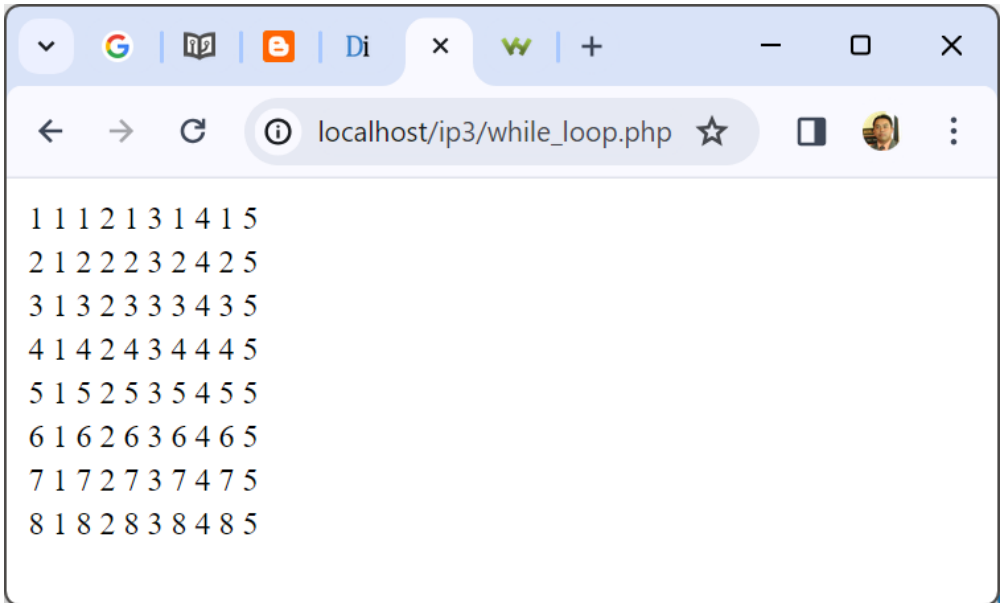 Di
localhost/ip3/while_loop.php
1 1 1 2 1 3 1 4 1 5
2 1 2 2 2 3 2 4 2 5
3 1 3 2 3 3 3 4 3 5
4 1 4 2 4 3 4 4 4 5
5 1 5 2 5 3 5 4 5 5
6 1 6 2 6 3 6 4 6 5
7 1 7 2 7 3 7 4 7 5
8 1 8 2 8 3 8 4 8 5